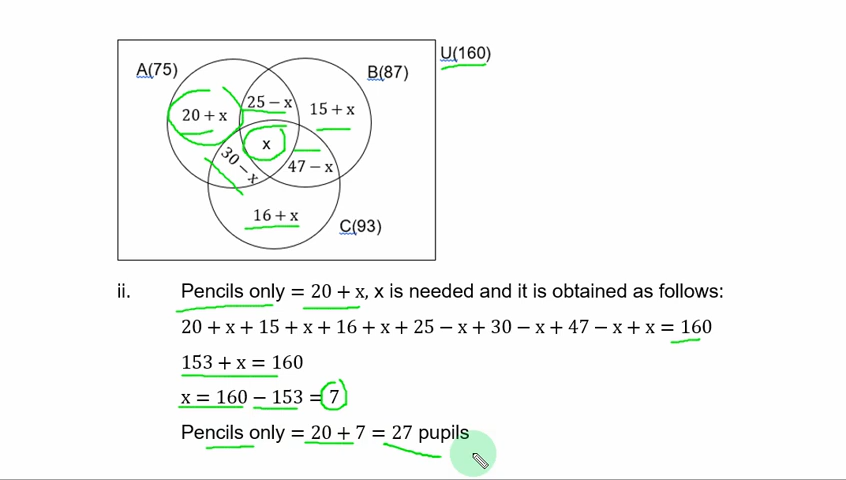 U(160)
A(75)
B(87)
25 − x
20 + x
15 + x
x
30 − x
47 − x
16 + x
C(93)
ii. Pencils only = 20 + x, x is needed and it is obtained as follows:
20 + x + 15 + x + 16 + x + 25 − x + 30 − x + 47 − x + x = 160
153 + x = 160
x = 160 − 153 = 7
Pencils only = 20 + 7 = 27 pupils